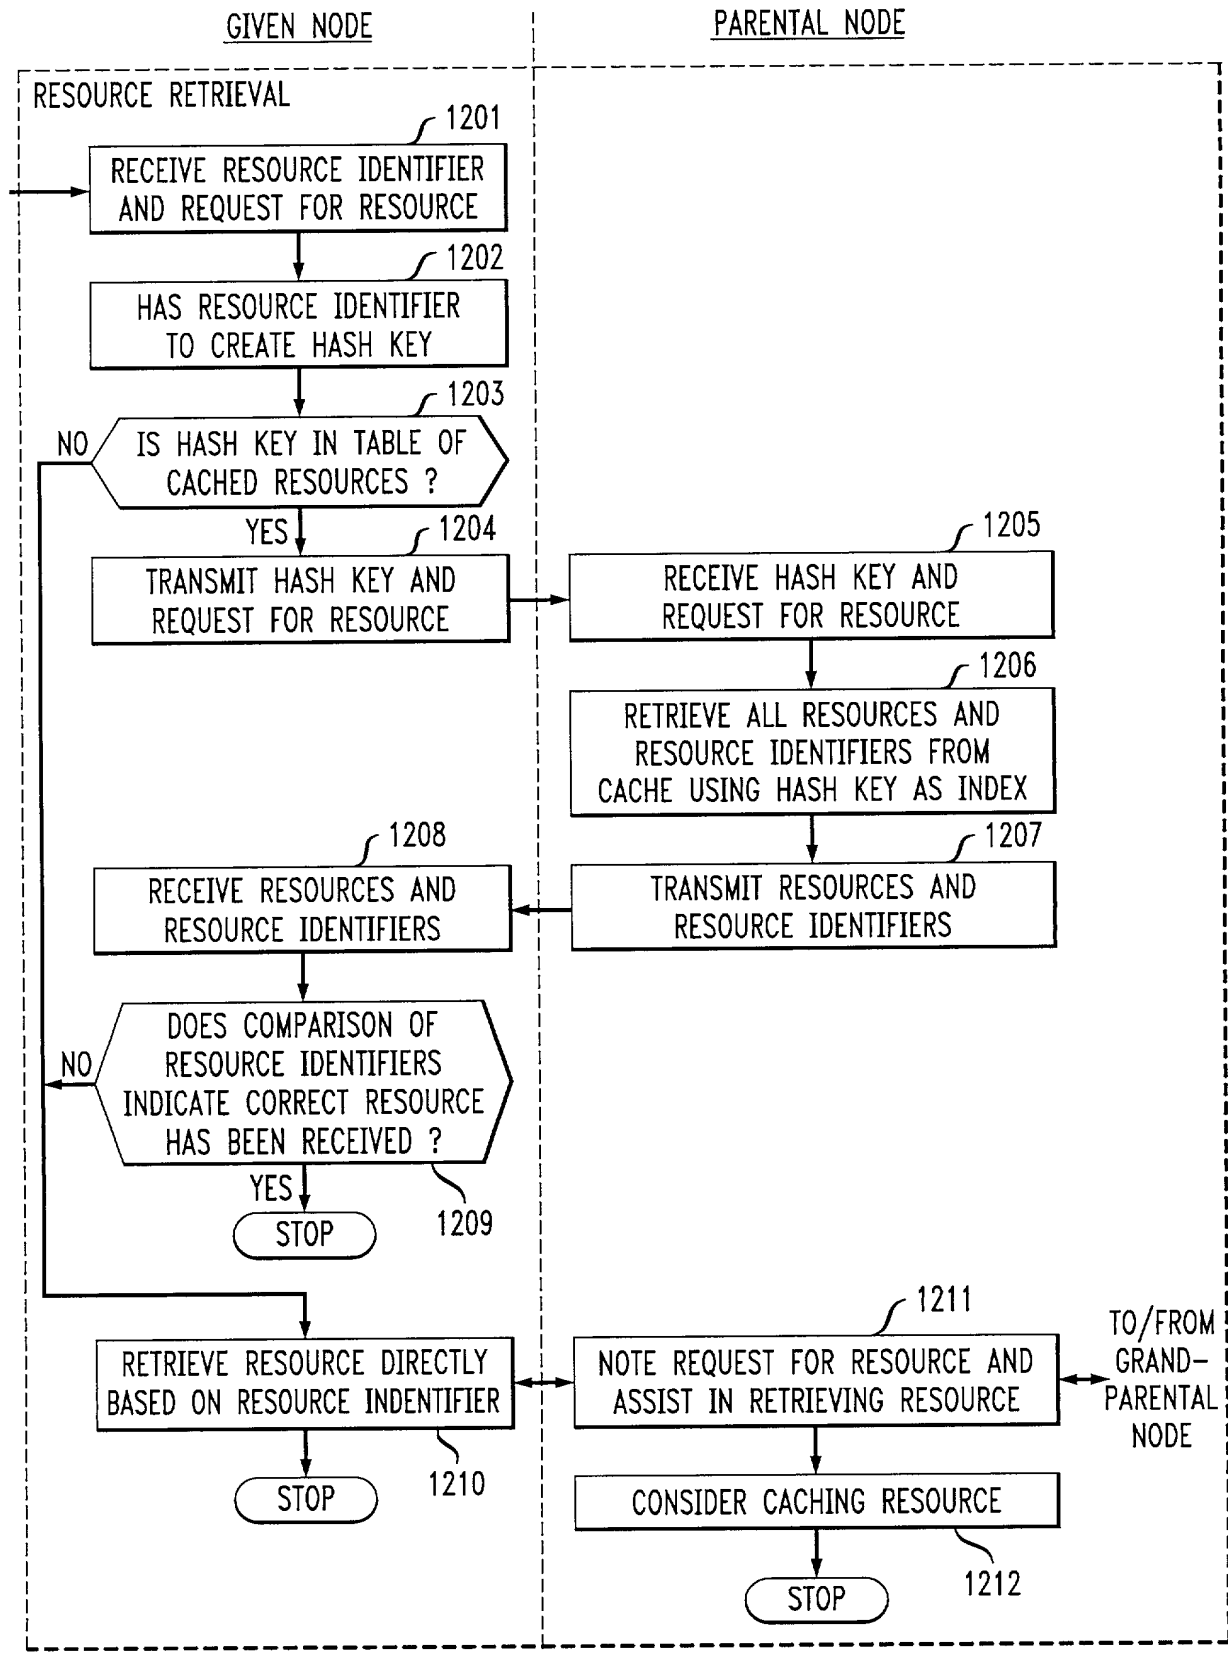 GIVEN NODE
PARENTAL NODE
RESOURCE RETRIEVAL
1201
RECEIVE RESOURCE IDENTIFIER
AND REQUEST FOR RESOURCE
1202
HAS RESOURCE IDENTIFIER
TO CREATE HASH KEY
1203
NO
IS HASH KEY IN TABLE OF
CACHED RESOURCES ?
YES
1204
TRANSMIT HASH KEY AND
REQUEST FOR RESOURCE
1205
RECEIVE HASH KEY AND
REQUEST FOR RESOURCE
1206
RETRIEVE ALL RESOURCES AND
RESOURCE IDENTIFIERS FROM
CACHE USING HASH KEY AS INDEX
1207
TRANSMIT RESOURCES AND
RESOURCE IDENTIFIERS
1208
RECEIVE RESOURCES AND
RESOURCE IDENTIFIERS
NO
DOES COMPARISON OF
RESOURCE IDENTIFIERS
INDICATE CORRECT RESOURCE
HAS BEEN RECEIVED ?
YES
1209
STOP
RETRIEVE RESOURCE DIRECTLY
BASED ON RESOURCE INDENTIFIER
1210
STOP
1211
NOTE REQUEST FOR RESOURCE AND
ASSIST IN RETRIEVING RESOURCE
TO/FROM
GRAND-
PARENTAL
NODE
CONSIDER CACHING RESOURCE
1212
STOP